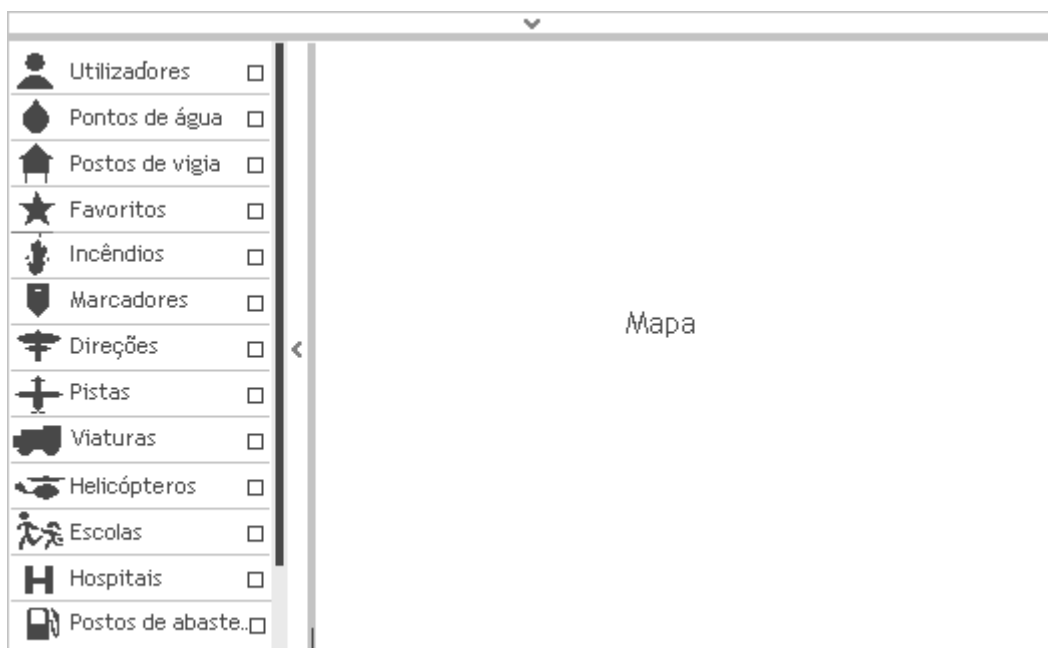 Utilizadores
Pontos de água
Postos de vigia
Favoritos
Incêndios
Marcadores
Direções
Pistas
Viaturas
Helicópteros
Escolas
Hospitais
Postos de abaste..
Mapa